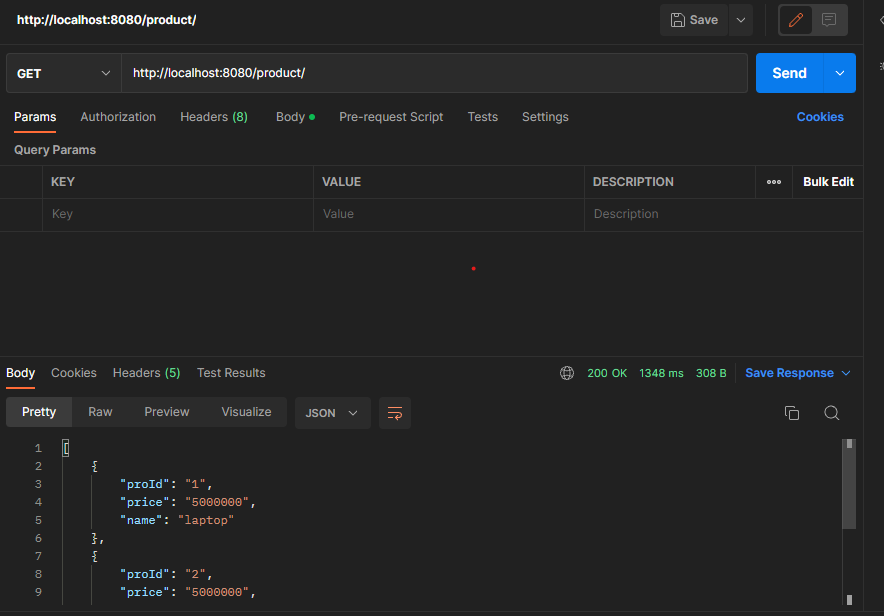 http://localhost:8080/product/ Save
GET http://localhost:8080/product/ Send
Params Authorization Headers (8) Body Pre-request Script Tests Settings Cookies
Query Params
KEY VALUE DESCRIPTION ooo Bulk Edit
Key Value Description
Body Cookies Headers (5) Test Results 200 OK 1348 ms 308 B Save Response
Pretty Raw Preview Visualize JSON
1 [
2 {
3 "proId": "1",
4 "price": "5000000",
5 "name": "laptop"
6 },
7 {
8 "proId": "2",
9 "price": "5000000",